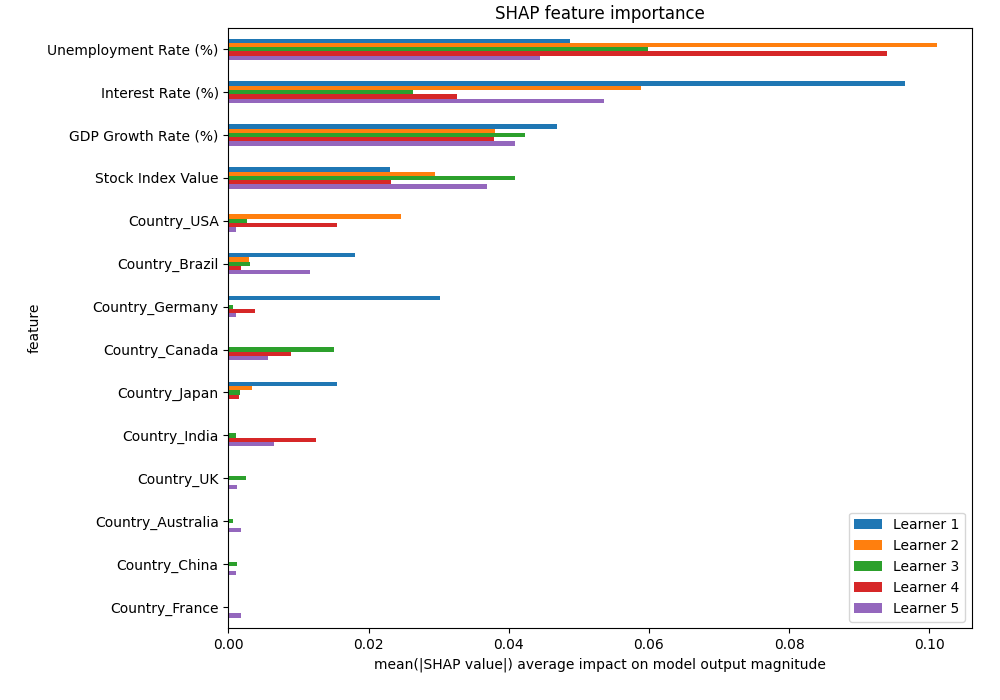 SHAP feature importance
Unemployment Rate (%)
Interest Rate (%)
GDP Growth Rate (%)
Stock Index Value
Country_USA
Country_Brazil
Country_Germany
Country_Canada
Country_Japan
Country_India
Country_UK
Country_Australia
Country_China
Country_France
feature
Learner 1
Learner 2
Learner 3
Learner 4
Learner 5
0.00 0.02 0.04 0.06 0.08 0.10
mean(|SHAP value|) average impact on model output magnitude